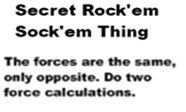 Secret Rock'em
Sock'em Thing
The forces are the same,
only opposite. Do two
force calculations.